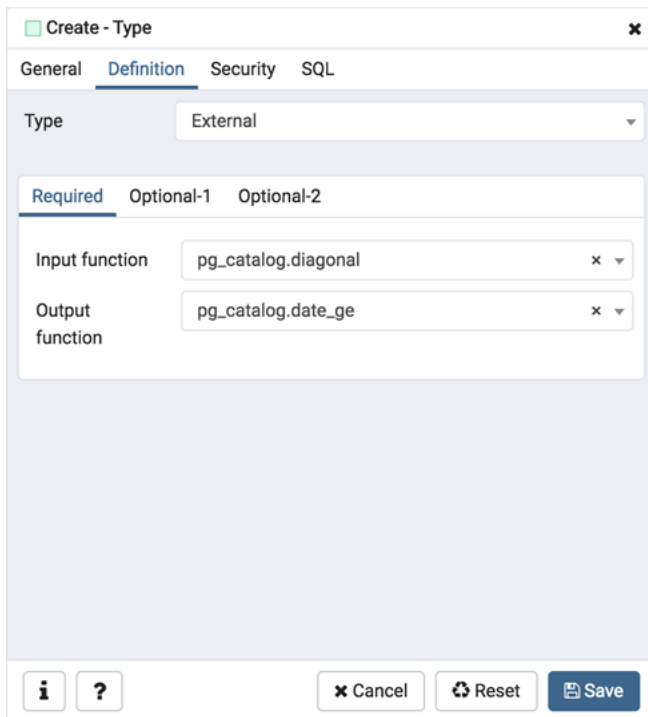 Create - Type
General Definition Security SQL
Type External
Required Optional-1 Optional-2
Input function pg_catalog.diagonal
Output pg_catalog.date_ge
function
Cancel Reset Save